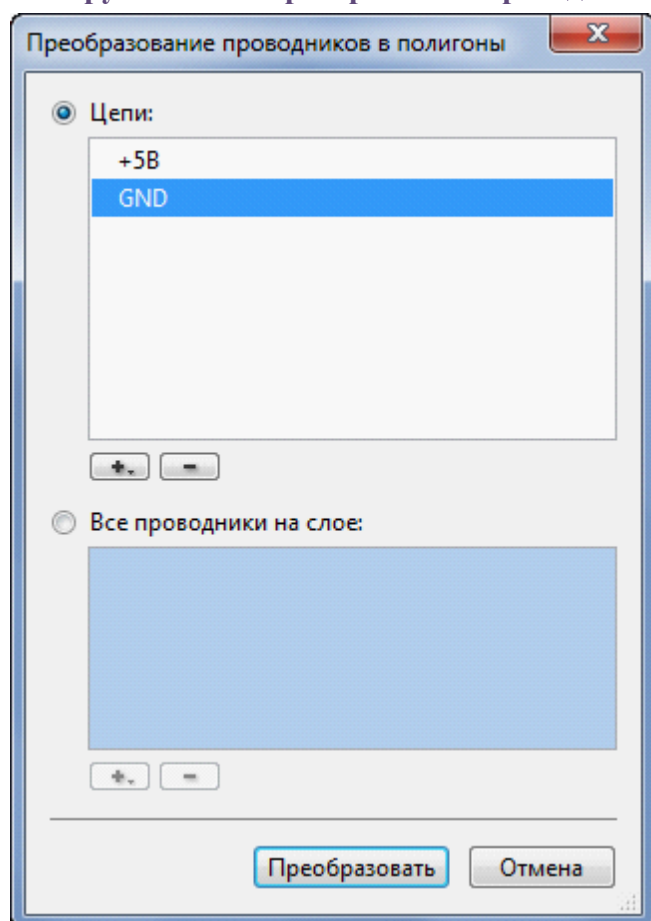 Преобразование проводников в полигоны
Цепи:
+5В
GND
Все проводники на слое:
Преобразовать Отмена